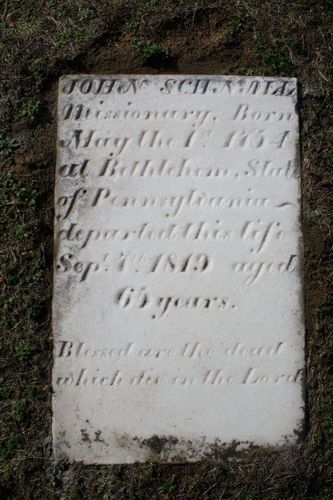 JOHN SCHNALL
Missionary, Born
May the 1st 1754
at Bethlehem, State
of Pennsylvania
departed this life
Sept. 7th 1819 aged
65 years.
Blessed are the dead
which die in the Lord